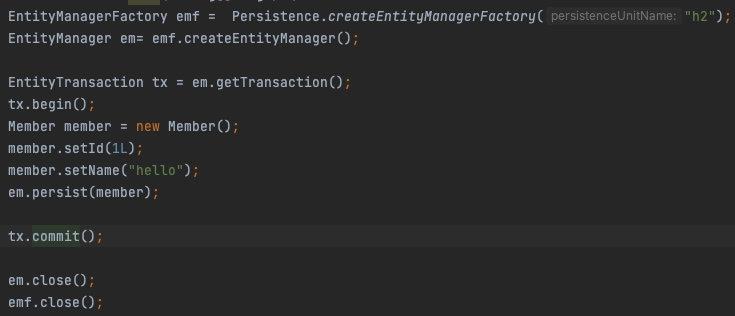 EntityManagerFactory emf =  Persistence.createEntityManagerFactory( persistenceUnitName: "h2");
EntityManager em= emf.createEntityManager();
EntityTransaction tx = em.getTransaction();
tx.begin();
Member member = new Member();
member.setId(1L);
member.setName("hello");
em.persist(member);
tx.commit();
em.close();
emf.close();